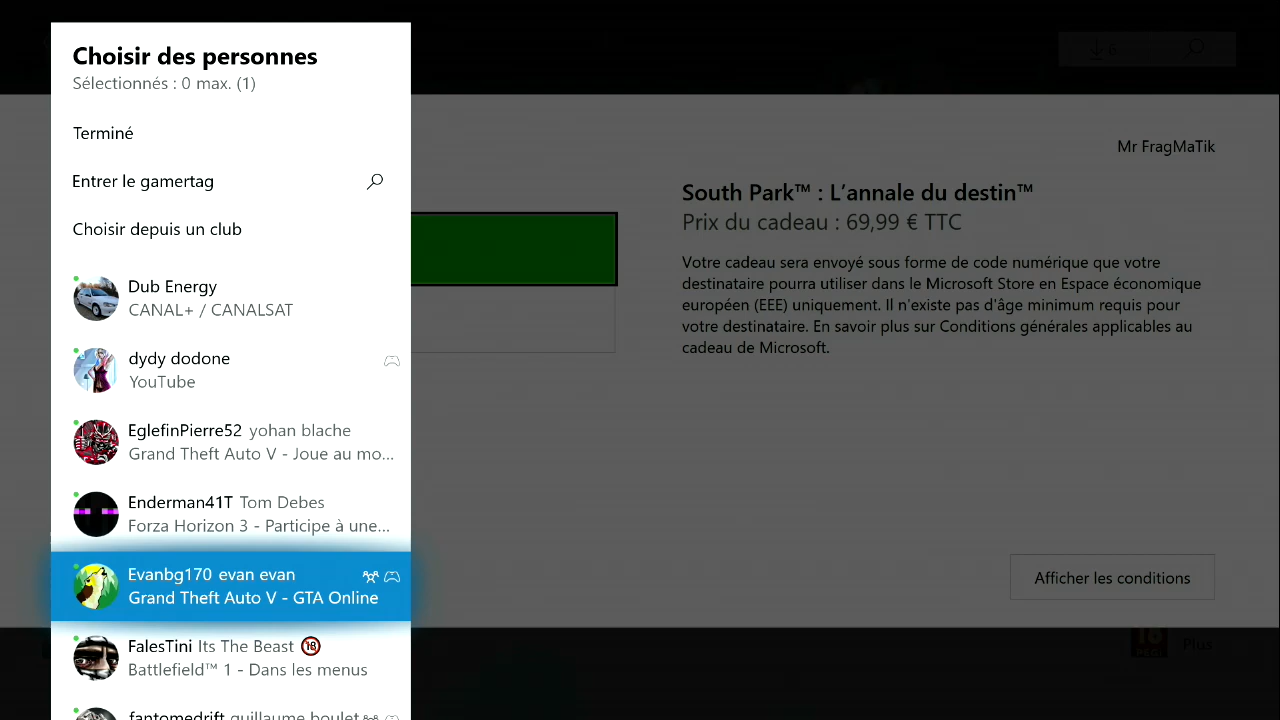 Choisir des personnes
Sélectionnés : 0 max. (1)
Terminé
Entrer le gamertag
Choisir depuis un club
Dub Energy
CANAL+ / CANALSAT
dydy dodone
YouTube
EglefinPierre52 yohan blache
Grand Theft Auto V - Joue au mo...
Enderman41T Tom Debes
Forza Horizon 3 - Participe à une...
Evanbg170 evan evan
Grand Theft Auto V - GTA Online
FalesTini Its The Beast 🔞
Battlefield™ 1 - Dans les menus
fantomedrift guillaume boulet
Mr FragMaTik
South Park™ : L’annale du destin™
Prix du cadeau : 69,99 € TTC
Votre cadeau sera envoyé sous forme de code numérique que votre
destinataire pourra utiliser dans le Microsoft Store en Espace économique
européen (EEE) uniquement. Il n'existe pas d'âge minimum requis pour
votre destinataire. En savoir plus sur Conditions générales applicables au
cadeau de Microsoft.
Afficher les conditions
18
Plus